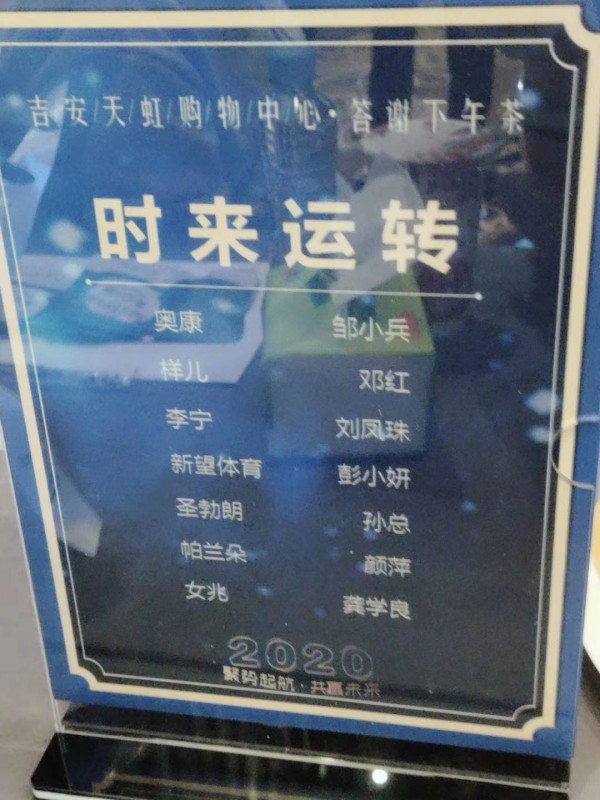 吉/安/天/虹/购/物/中/心·答谢下午茶
时来运转
奥康 邹小兵
样儿 邓红
李宁 刘凤珠
新望体育 彭小妍
圣勃朗 孙总
帕兰朵 颜萍
女兆 龚学良
2020
聚势起航·共赢未来